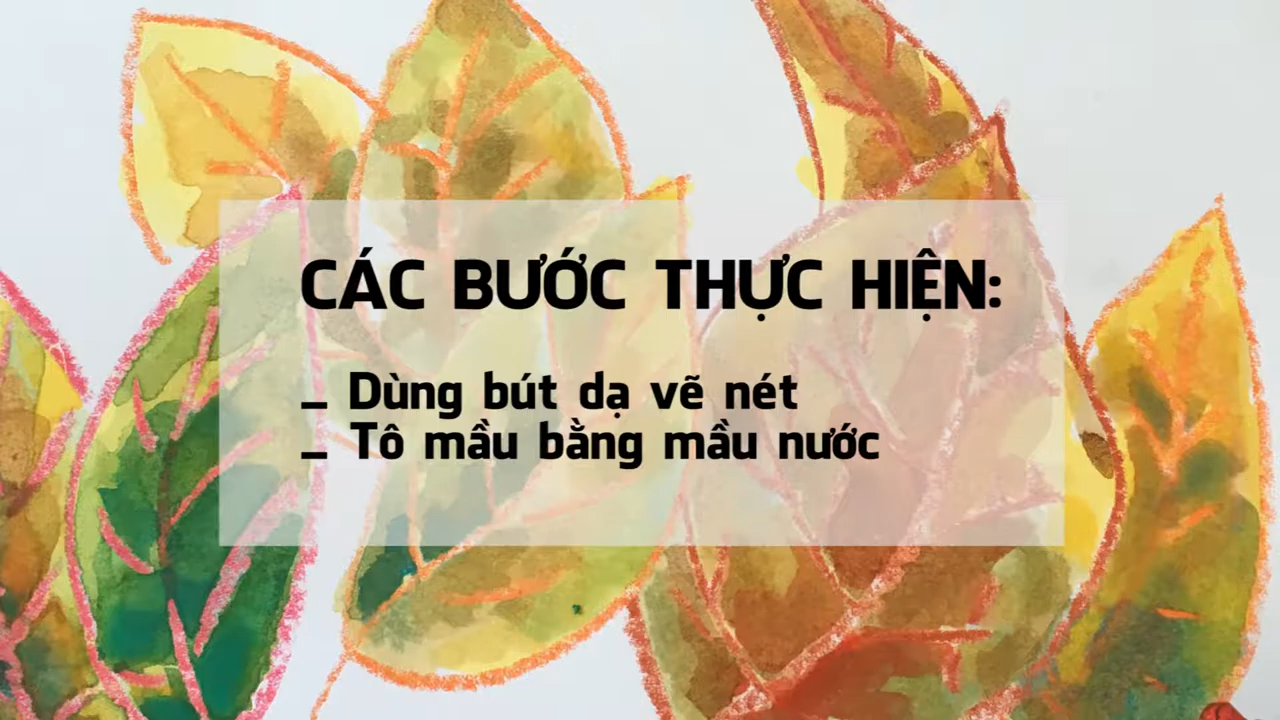 CÁC BƯỚC THỰC HIỆN:
_ Dùng bút dạ vẽ nét
_ Tô mầu bằng mầu nước